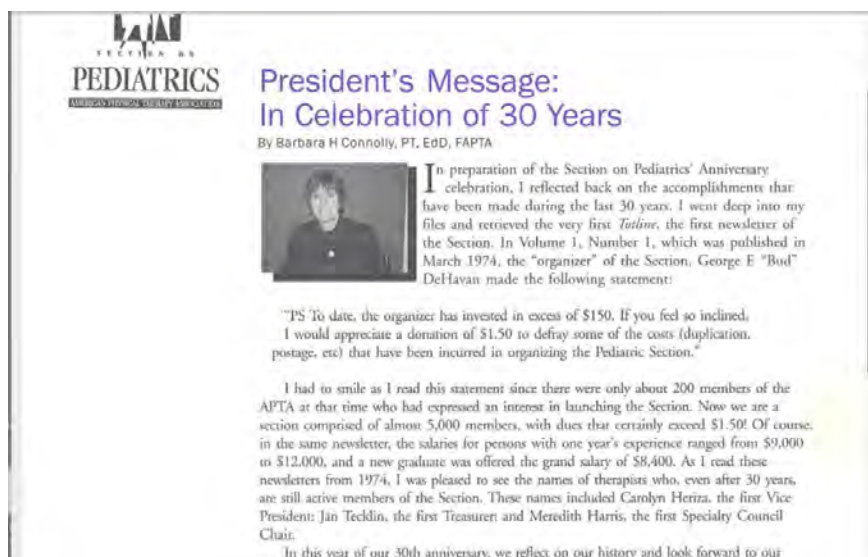 SECTION ON
PEDIATRICS
AMERICAN PHYSICAL THERAPY ASSOCIATION
President's Message:
In Celebration of 30 Years
By Barbara H Connolly, PT, EdD, FAPTA
In preparation of the Section on Pediatrics' Anniversary
celebration, I reflected back on the accomplishments that
have been made during the last 30 years. I went deep into my
files and retrieved the very first Totline, the first newsletter of
the Section. In Volume 1, Number 1, which was published in
March 1974, the "organizer" of the Section, George E "Bud"
DeHavan made the following statement:
"PS To date, the organizer has invested in excess of $150. If you feel so inclined,
I would appreciate a donation of $1.50 to defray some of the costs (duplication,
postage, etc) that have been incurred in organizing the Pediatric Section."
I had to smile as I read this statement since there were only about 200 members of the
APTA at that time who had expressed an interest in launching the Section. Now we are a
section comprised of almost 5,000 members, with dues that certainly exceed $1.50! Of course,
in the same newsletter, the salaries for persons with one year's experience ranged from $9,000
to $12,000, and a new graduate was offered the grand salary of $8,400. As I read these
newsletters from 1974, I was pleased to see the names of therapists who, even after 30 years,
are still active members of the Section. These names included Carolyn Heriza, the first Vice
President; Jan Tecklin, the first Treasurer; and Meredith Harris, the first Specialty Council
Chair.
In this year of our 30th anniversary, we reflect on our history and look forward to our